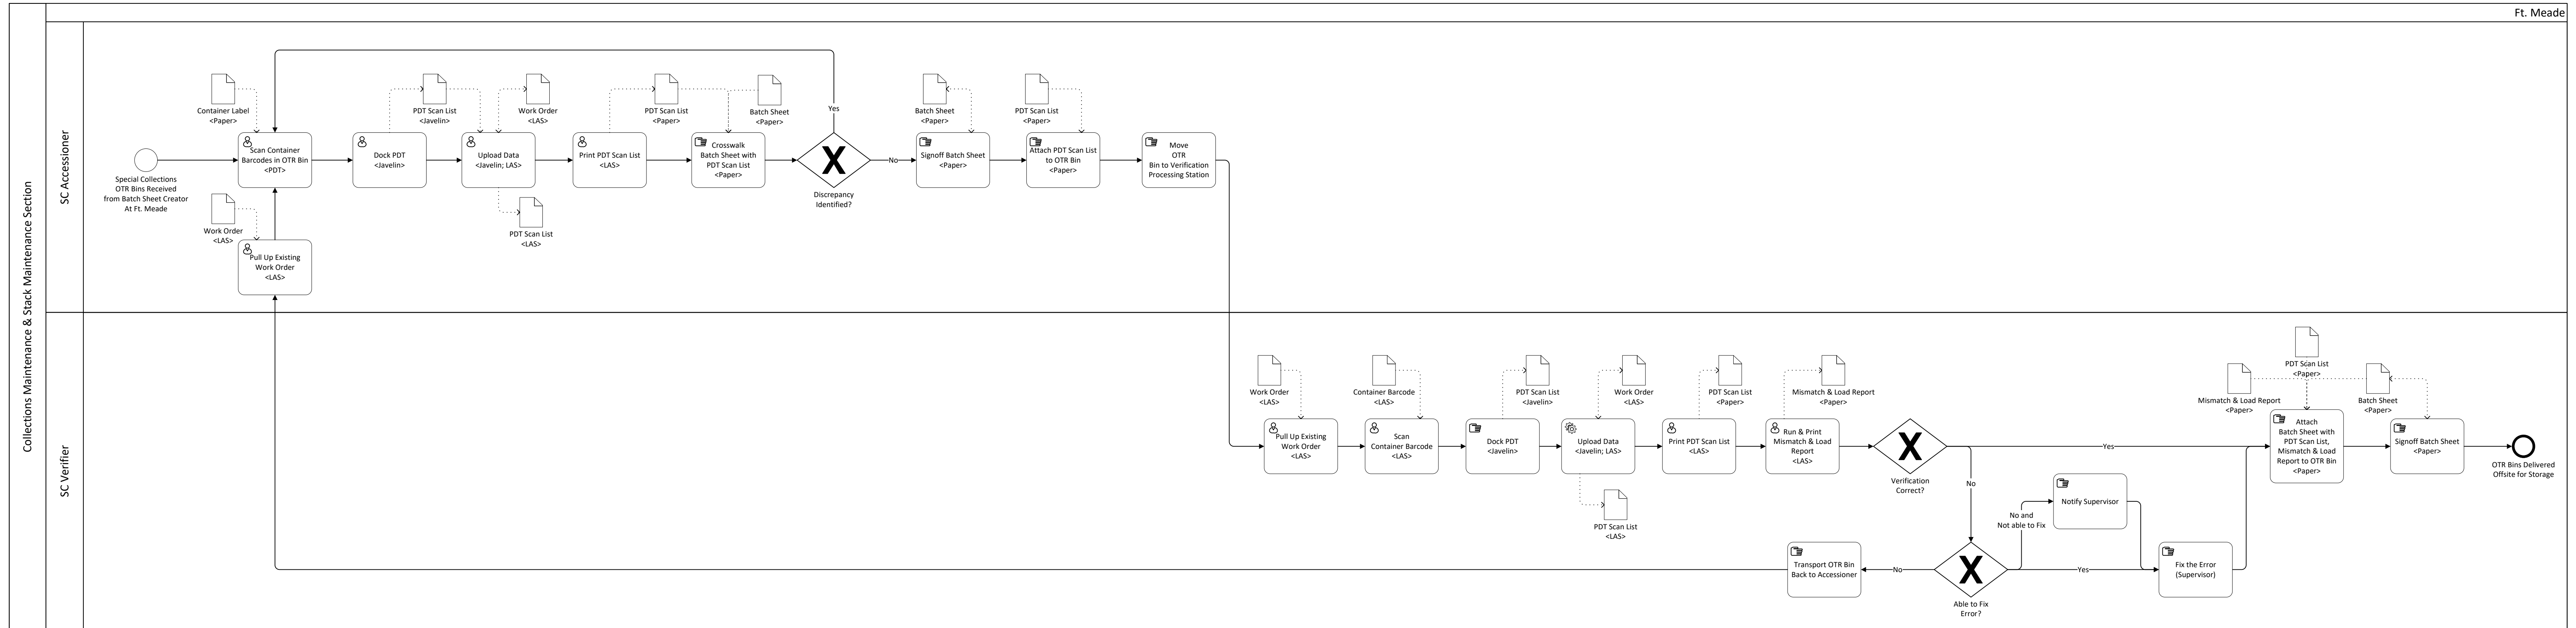 Ft. Meade
Collections Maintenance & Stack Maintenance Section
SC Accessioner
Special Collections
OTR Bins Received
from Batch Sheet Creator
At Ft. Meade
Container Label
<Paper>
Scan Container
Barcodes in OTR Bin
<PDT>
Work Order
<LAS>
Pull Up Existing
Work Order
<LAS>
Dock PDT
<Javelin>
PDT Scan List
<Javelin>
Upload Data
<Javelin; LAS>
Work Order
<LAS>
PDT Scan List
<LAS>
Print PDT Scan List
<LAS>
PDT Scan List
<Paper>
Crosswalk
Batch Sheet with
PDT Scan List
<Paper>
Batch Sheet
<Paper>
Yes
Discrepancy
Identified?
No
Batch Sheet
<Paper>
Signoff Batch Sheet
<Paper>
PDT Scan List
<Paper>
Attach PDT Scan List
to OTR Bin
<Paper>
Move
OTR
Bin to Verification
Processing Station
SC Verifier
Work Order
<LAS>
Pull Up Existing
Work Order
<LAS>
Container Barcode
<LAS>
Scan
Container Barcode
<LAS>
PDT Scan List
<Javelin>
Dock PDT
<Javelin>
Work Order
<LAS>
Upload Data
<Javelin; LAS>
PDT Scan List
<LAS>
PDT Scan List
<Paper>
Print PDT Scan List
<LAS>
Mismatch & Load Report
<Paper>
Run & Print
Mismatch & Load
Report
<LAS>
Verification
Correct?
Yes
No
Able to Fix
Error?
No
Transport OTR Bin
Back to Accessioner
No and
Not able to Fix
Notify Supervisor
Yes
Fix the Error
(Supervisor)
PDT Scan List
<Paper>
Mismatch & Load Report
<Paper>
Batch Sheet
<Paper>
Attach
Batch Sheet with
PDT Scan List,
Mismatch & Load
Report to OTR Bin
<Paper>
Signoff Batch Sheet
<Paper>
OTR Bins Delivered
Offsite for Storage